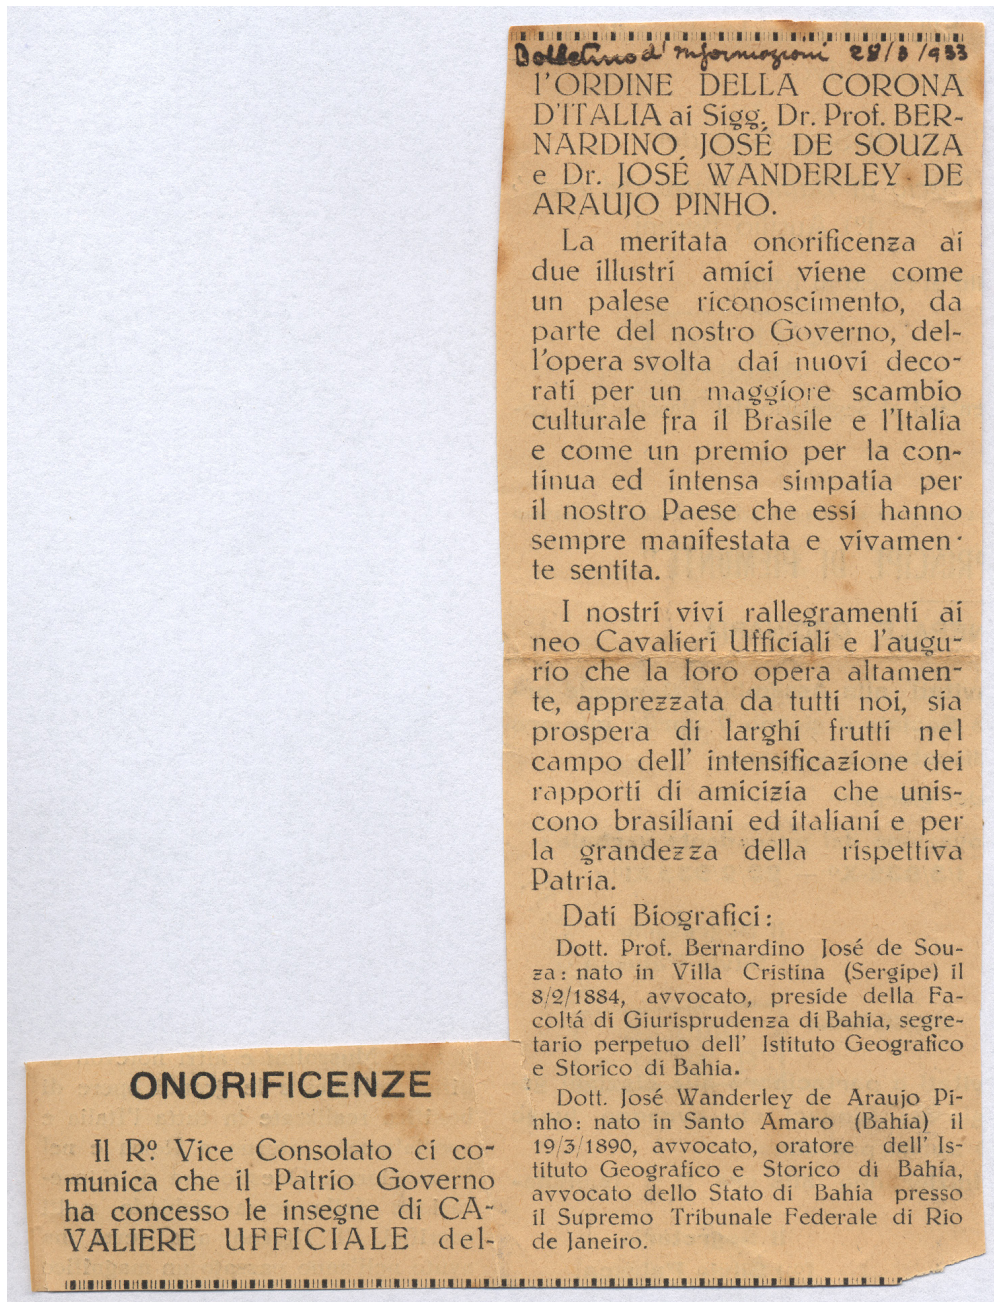 Bolletino d'Informazioni 28/3/933
ONORIFICENZE
Il R.º Vice Consolato ci co-
munica che il Patrio Governo
ha concesso le insegne di CA-
VALIERE UFFICIALE del-
l'ORDINE DELLA CORONA
D'ITALIA ai Sigg. Dr. Prof. BER-
NARDINO JOSÉ DE SOUZA
e Dr. JOSÉ WANDERLEY DE
ARAUJO PINHO.
La meritata onorificenza ai
due illustri amici viene come
un palese riconoscimento, da
parte del nostro Governo, del-
l'opera svolta dai nuovi deco-
rati per un maggiore scambio
culturale fra il Brasile e l'Italia
e come un premio per la con-
tinua ed intensa simpatia per
il nostro Paese che essi hanno
sempre manifestata e vivamen-
te sentita.
I nostri vivi rallegramenti ai
neo Cavalieri Ufficiali e l'augu-
rio che la loro opera altamen-
te, apprezzata da tutti noi, sia
prospera di larghi frutti nel
campo dell' intensificazione dei
rapporti di amicizia che unis-
cono brasiliani ed italiani e per
la grandezza della rispettiva
Patria.
Dati Biografici:
Dott. Prof. Bernardino José de Sou-
za: nato in Villa Cristina (Sergipe) il
8/2/1884, avvocato, preside della Fa-
coltá di Giurisprudenza di Bahia, segre-
tario perpetuo dell' Istituto Geografico
e Storico di Bahia.
Dott. José Wanderley de Araujo Pi-
nho: nato in Santo Amaro (Bahia) il
19/3/1890, avvocato, oratore dell' Is-
tituto Geografico e Storico di Bahia,
avvocato dello Stato di Bahia presso
il Supremo Tribunale Federale di Rio
de Janeiro.